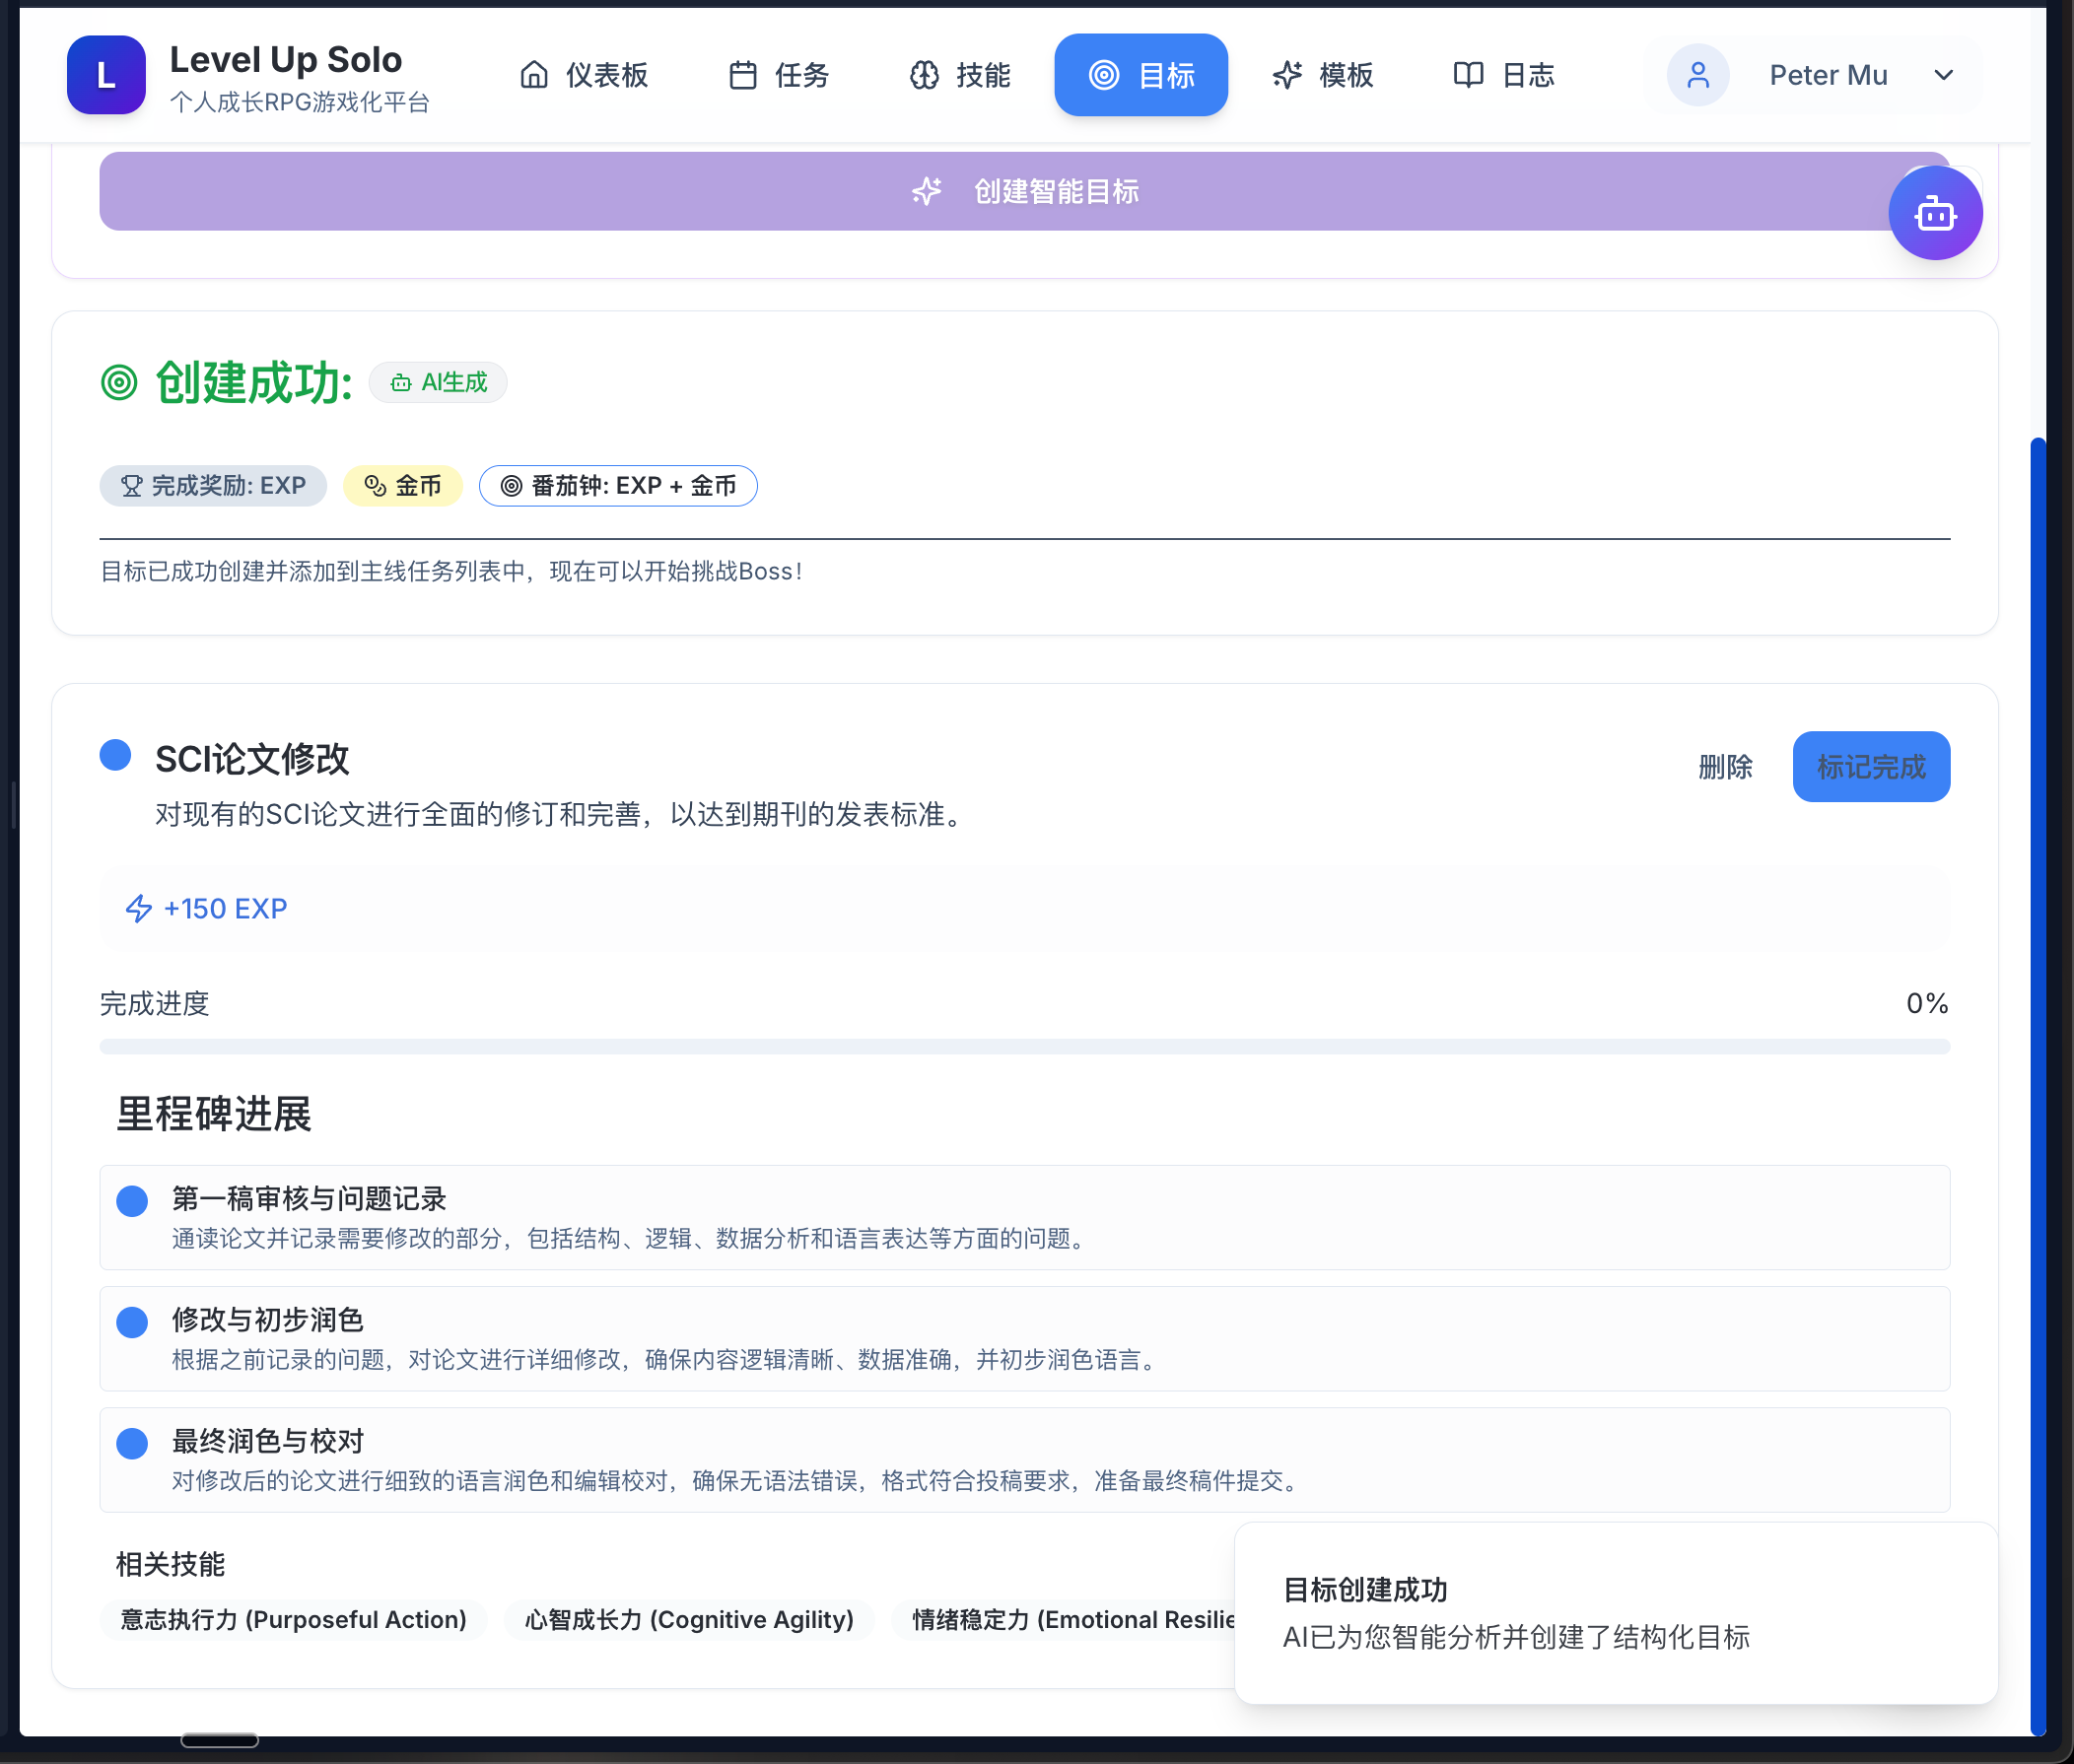 L
Level Up Solo
个人成长RPG游戏化平台
仪表板
任务
技能
目标
模板
日志
Peter Mu
创建智能目标
创建成功:
AI生成
完成奖励: EXP
金币
番茄钟: EXP + 金币
目标已成功创建并添加到主线任务列表中，现在可以开始挑战Boss！
SCI论文修改
删除
标记完成
对现有的SCI论文进行全面的修订和完善，以达到期刊的发表标准。
+150 EXP
完成进度
0%
里程碑进展
第一稿审核与问题记录
通读论文并记录需要修改的部分，包括结构、逻辑、数据分析和语言表达等方面的问题。
修改与初步润色
根据之前记录的问题，对论文进行详细修改，确保内容逻辑清晰、数据准确，并初步润色语言。
最终润色与校对
对修改后的论文进行细致的语言润色和编辑校对，确保无语法错误，格式符合投稿要求，准备最终稿件提交。
相关技能
意志执行力 (Purposeful Action)
心智成长力 (Cognitive Agility)
情绪稳定力 (Emotional Resilie
目标创建成功
AI已为您智能分析并创建了结构化目标